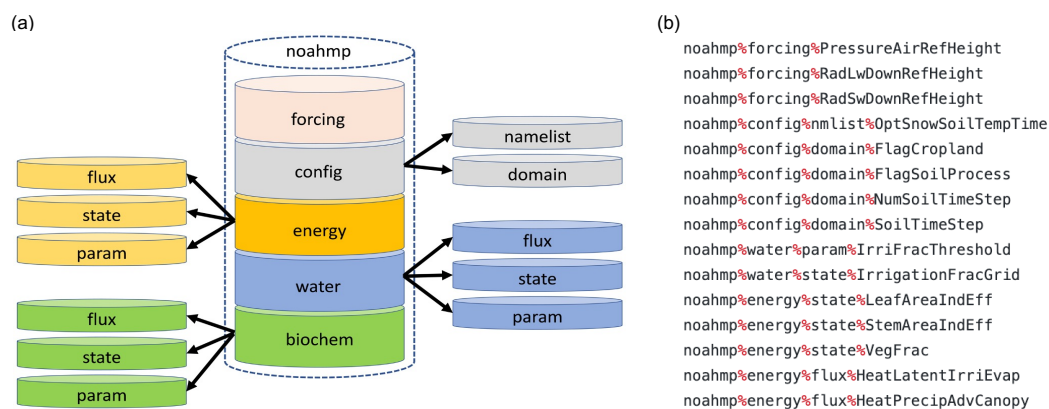 (a)
noahmp
forcing
config
energy
water
biochem
flux
state
param
flux
state
param
namelist
domain
flux
state
param
(b)
noahmp%forcing%PressureAirRefHeight
noahmp%forcing%RadLwDownRefHeight
noahmp%forcing%RadSwDownRefHeight
noahmp%config%nmlist%OptSnowSoilTempTime
noahmp%config%domain%FlagCropland
noahmp%config%domain%FlagSoilProcess
noahmp%config%domain%NumSoilTimeStep
noahmp%config%domain%SoilTimeStep
noahmp%water%param%IrriFracThreshold
noahmp%water%state%IrrigationFracGrid
noahmp%energy%state%LeafAreaIndEff
noahmp%energy%state%StemAreaIndEff
noahmp%energy%state%VegFrac
noahmp%energy%flux%HeatLatentIrriEvap
noahmp%energy%flux%HeatPrecipAdvCanopy